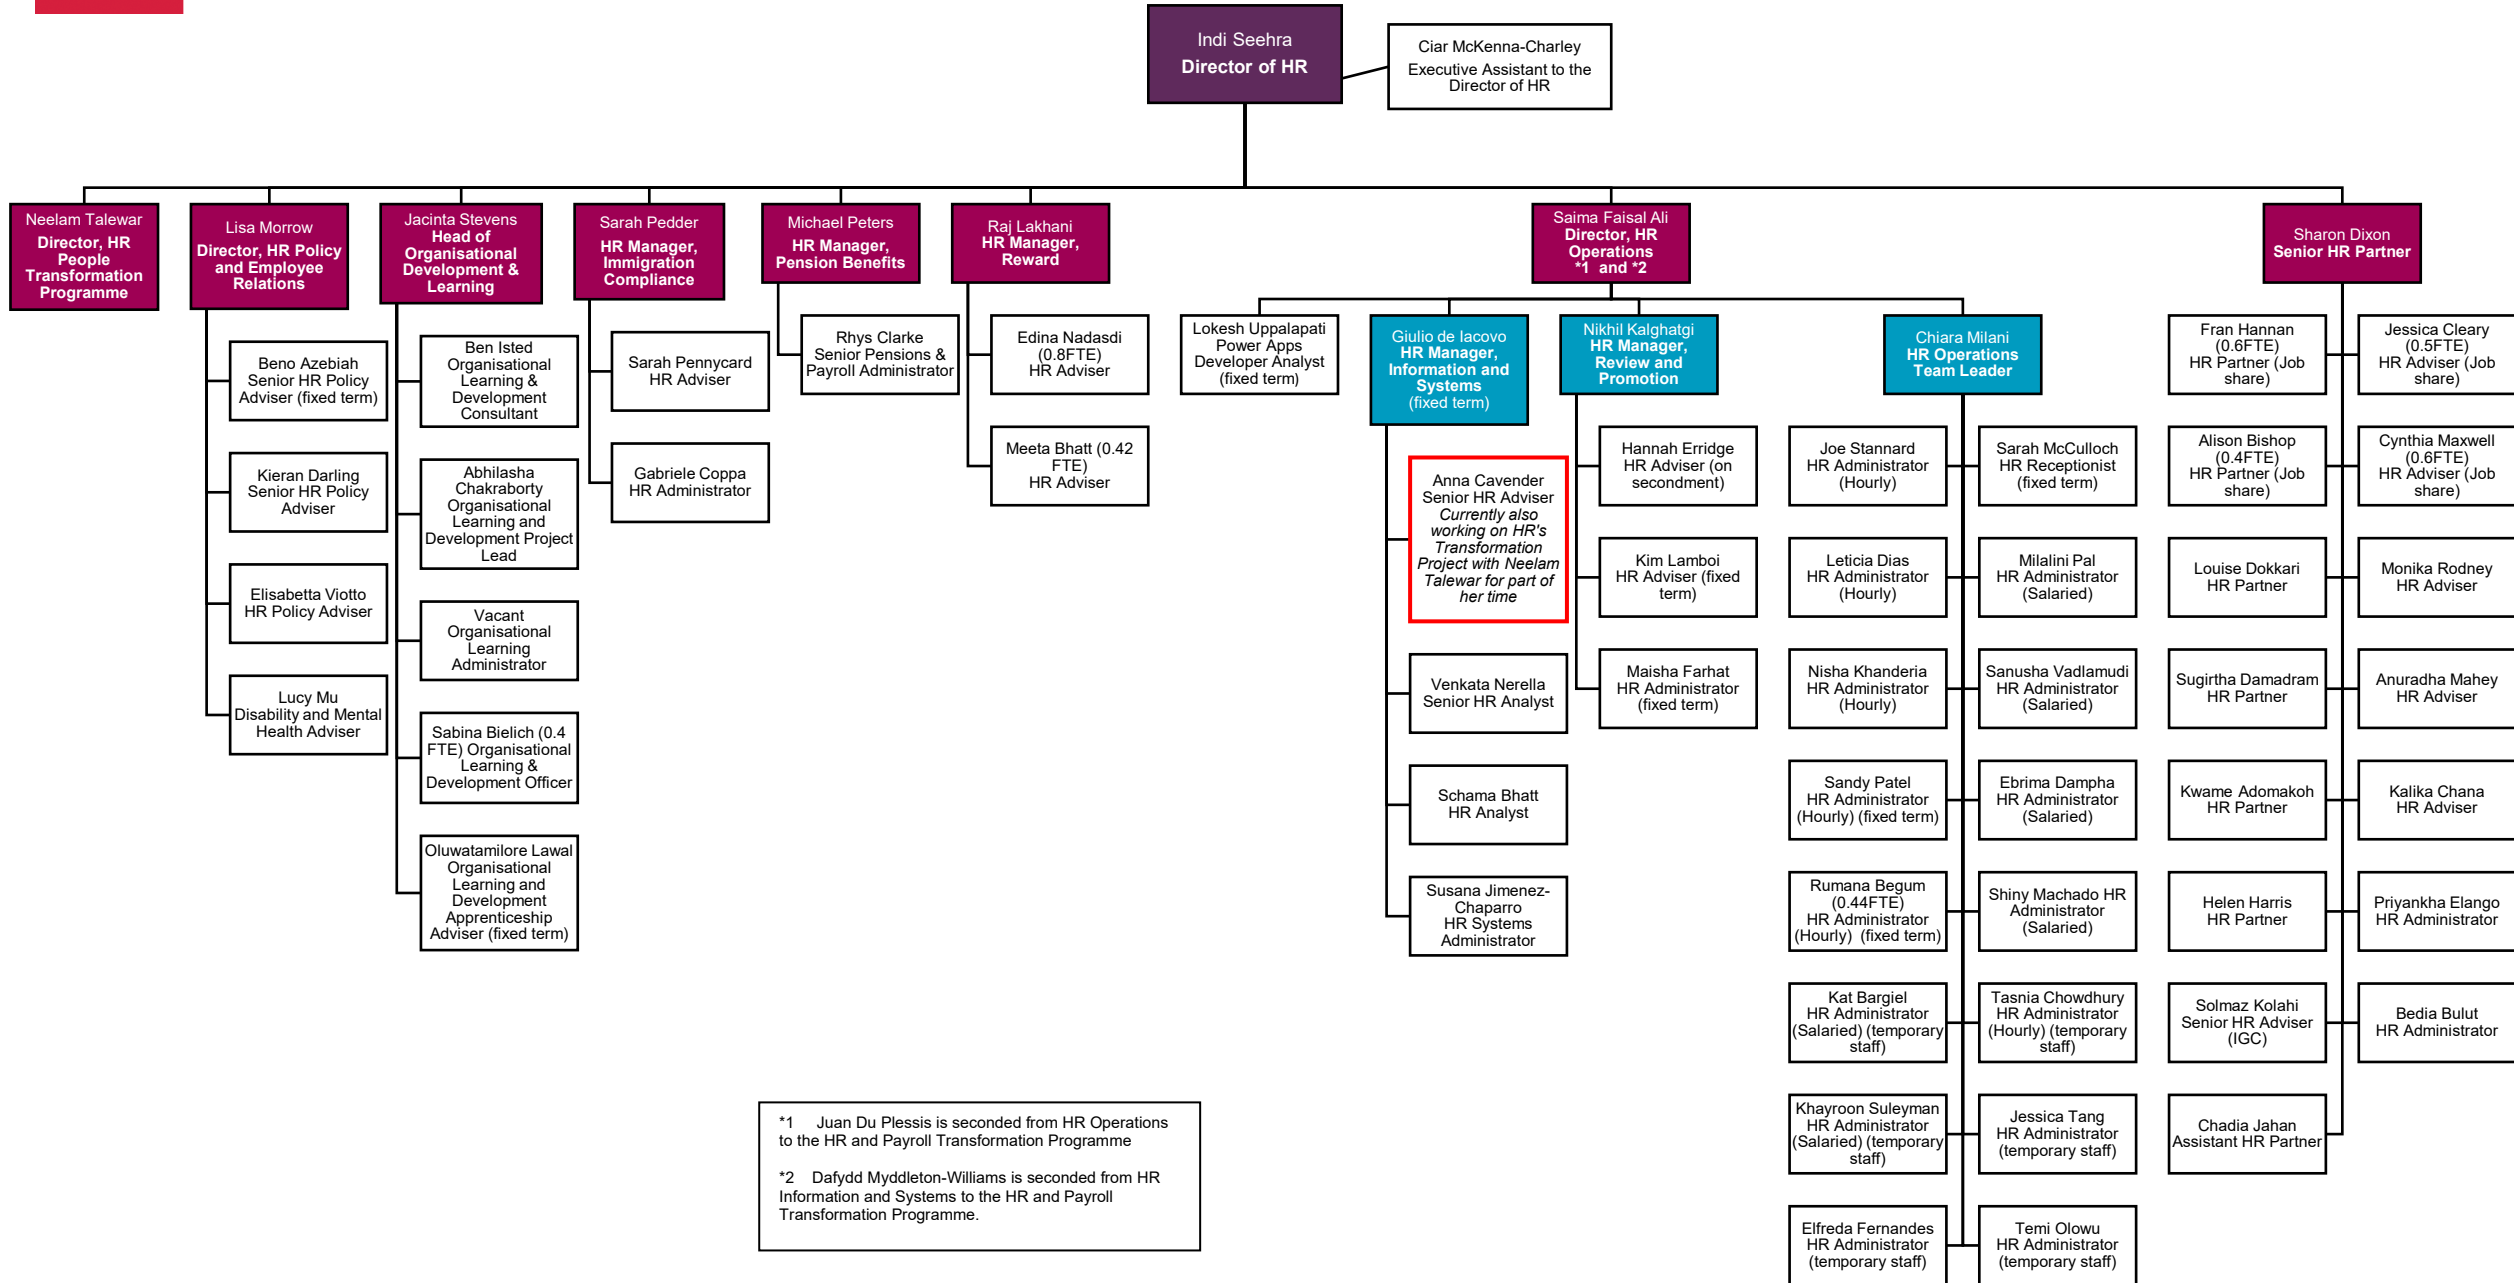 Indi Seehra
Director of HR
Ciar McKenna-Charley
Executive Assistant to the
Director of HR
Neelam Talewar
Director, HR
People
Transformation
Programme
Lisa Morrow
Director, HR Policy
and Employee
Relations
Jacinta Stevens
Head of
Organisational
Development &
Learning
Sarah Pedder
HR Manager,
Immigration
Compliance
Michael Peters
HR Manager,
Pension Benefits
Raj Lakhani
HR Manager,
Reward
Saima Faisal Ali
Director, HR
Operations
*1 and *2
Sharon Dixon
Senior HR Partner
Beno Azebiah
Senior HR Policy
Adviser (fixed term)
Kieran Darling
Senior HR Policy
Adviser
Elisabetta Viotto
HR Policy Adviser
Lucy Mu
Disability and Mental
Health Adviser
Ben Isted
Organisational
Learning &
Development
Consultant
Abhilasha
Chakraborty
Organisational
Learning and
Development Project
Lead
Vacant
Organisational
Learning
Administrator
Sabina Bielich (0.4
FTE) Organisational
Learning &
Development Officer
Oluwatamilore Lawal
Organisational
Learning and
Development
Apprenticeship
Adviser (fixed term)
Sarah Pennycard
HR Adviser
Gabriele Coppa
HR Administrator
Rhys Clarke
Senior Pensions &
Payroll Administrator
Edina Nadasdi
(0.8FTE)
HR Adviser
Meeta Bhatt (0.42
FTE)
HR Adviser
Lokesh Uppalapati
Power Apps
Developer Analyst
(fixed term)
Giulio de Iacovo
HR Manager,
Information and
Systems
(fixed term)
Nikhil Kalghatgi
HR Manager,
Review and
Promotion
Chiara Milani
HR Operations
Team Leader
Anna Cavender
Senior HR Adviser
Currently also
working on HR's
Transformation
Project with Neelam
Talewar for part of
her time
Venkata Nerella
Senior HR Analyst
Schama Bhatt
HR Analyst
Susana Jimenez-
Chaparro
HR Systems
Administrator
Hannah Erridge
HR Adviser (on
secondment)
Kim Lamboi
HR Adviser (fixed
term)
Maisha Farhat
HR Administrator
(fixed term)
Joe Stannard
HR Administrator
(Hourly)
Sarah McCulloch
HR Receptionist
(fixed term)
Leticia Dias
HR Administrator
(Hourly)
Milalini Pal
HR Administrator
(Salaried)
Nisha Khanderia
HR Administrator
(Hourly)
Sanusha Vadlamudi
HR Administrator
(Salaried)
Sandy Patel
HR Administrator
(Hourly) (fixed term)
Ebrima Dampha
HR Administrator
(Salaried)
Rumana Begum
(0.44FTE)
HR Administrator
(Hourly) (fixed term)
Shiny Machado HR
Administrator
(Salaried)
Kat Bargiel
HR Administrator
(Salaried) (temporary
staff)
Tasnia Chowdhury
HR Administrator
(Hourly) (temporary
staff)
Khayroon Suleyman
HR Administrator
(Salaried) (temporary
staff)
Jessica Tang
HR Administrator
(temporary staff)
Elfreda Fernandes
HR Administrator
(temporary staff)
Temi Olowu
HR Administrator
(temporary staff)
Fran Hannan
(0.6FTE)
HR Partner (Job
share)
Jessica Cleary
(0.5FTE)
HR Adviser (Job
share)
Alison Bishop
(0.4FTE)
HR Partner (Job
share)
Cynthia Maxwell
(0.6FTE)
HR Adviser (Job
share)
Louise Dokkari
HR Partner
Monika Rodney
HR Adviser
Sugirtha Damadram
HR Partner
Anuradha Mahey
HR Adviser
Kwame Adomakoh
HR Partner
Kalika Chana
HR Adviser
Helen Harris
HR Partner
Priyankha Elango
HR Administrator
Solmaz Kolahi
Senior HR Adviser
(IGC)
Bedia Bulut
HR Administrator
Chadia Jahan
Assistant HR Partner
*1 Juan Du Plessis is seconded from HR Operations
to the HR and Payroll Transformation Programme
*2 Dafydd Myddleton-Williams is seconded from HR
Information and Systems to the HR and Payroll
Transformation Programme.